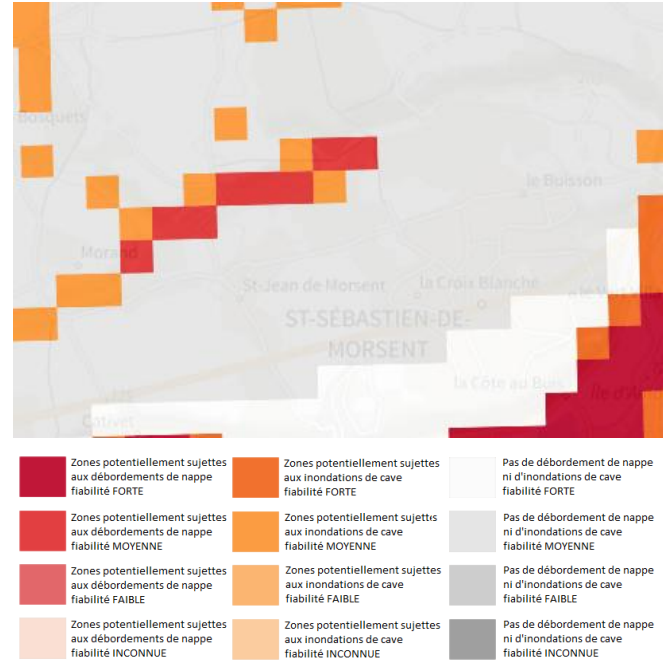 Bosquets
le Buisson
Morand
St-Jean de Morsent
la Croix Blanche
ST-SÉBASTIEN-DE-
MORSENT
la Côte au Buis
Cativet
Zones potentiellement sujettes
aux débordements de nappe
fiabilité FORTE
Zones potentiellement sujettes
aux inondations de cave
fiabilité FORTE
Pas de débordement de nappe
ni d'inondations de cave
fiabilité FORTE
Zones potentiellement sujettes
aux débordements de nappe
fiabilité MOYENNE
Zones potentiellement sujettes
aux inondations de cave
fiabilité MOYENNE
Pas de débordement de nappe
ni d'inondations de cave
fiabilité MOYENNE
Zones potentiellement sujettes
aux débordements de nappe
fiabilité FAIBLE
Zones potentiellement sujettes
aux inondations de cave
fiabilité FAIBLE
Pas de débordement de nappe
ni d'inondations de cave
fiabilité FAIBLE
Zones potentiellement sujettes
aux débordements de nappe
fiabilité INCONNUE
Zones potentiellement sujettes
aux inondations de cave
fiabilité INCONNUE
Pas de débordement de nappe
ni d'inondations de cave
fiabilité INCONNUE